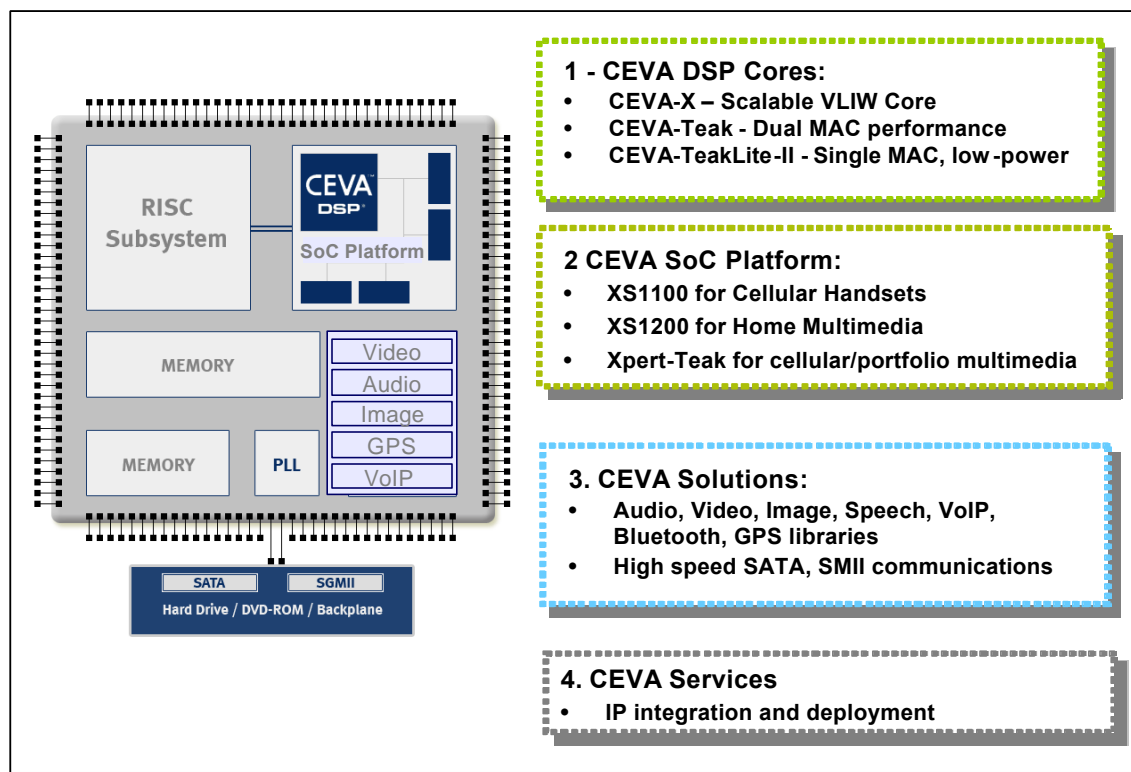 RISC
Subsystem
CEVA™
DSP®
SoC Platform
MEMORY
Video
Audio
Image
GPS
VoIP
MEMORY
PLL
SATA
SGMII
Hard Drive / DVD-ROM / Backplane
1 - CEVA DSP Cores:
• CEVA-X – Scalable VLIW Core
• CEVA-Teak - Dual MAC performance
• CEVA-TeakLite-II - Single MAC, low-power
2 CEVA SoC Platform:
• XS1100 for Cellular Handsets
• XS1200 for Home Multimedia
• Xpert-Teak for cellular/portfolio multimedia
3. CEVA Solutions:
• Audio, Video, Image, Speech, VoIP,
Bluetooth, GPS libraries
• High speed SATA, SMII communications
4. CEVA Services
• IP integration and deployment